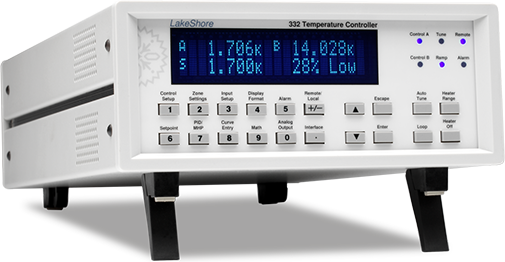 LakeShore
332 Temperature Controller
A 1.706K B 14.028K
S 1.700K 28% Low
Control A Tune Remote
Control B Ramp Alarm
Control Setup
Zone Settings
Input Setup
Display Format
Alarm
Remote/ Local
1 2 3 4 5 +/−
Escape
Auto Tune
Heater Range
Setpoint
PID/ MHP
Curve Entry
Math
Analog Output
Interface
6 7 8 9 0 .
Enter
Loop
Heater Off